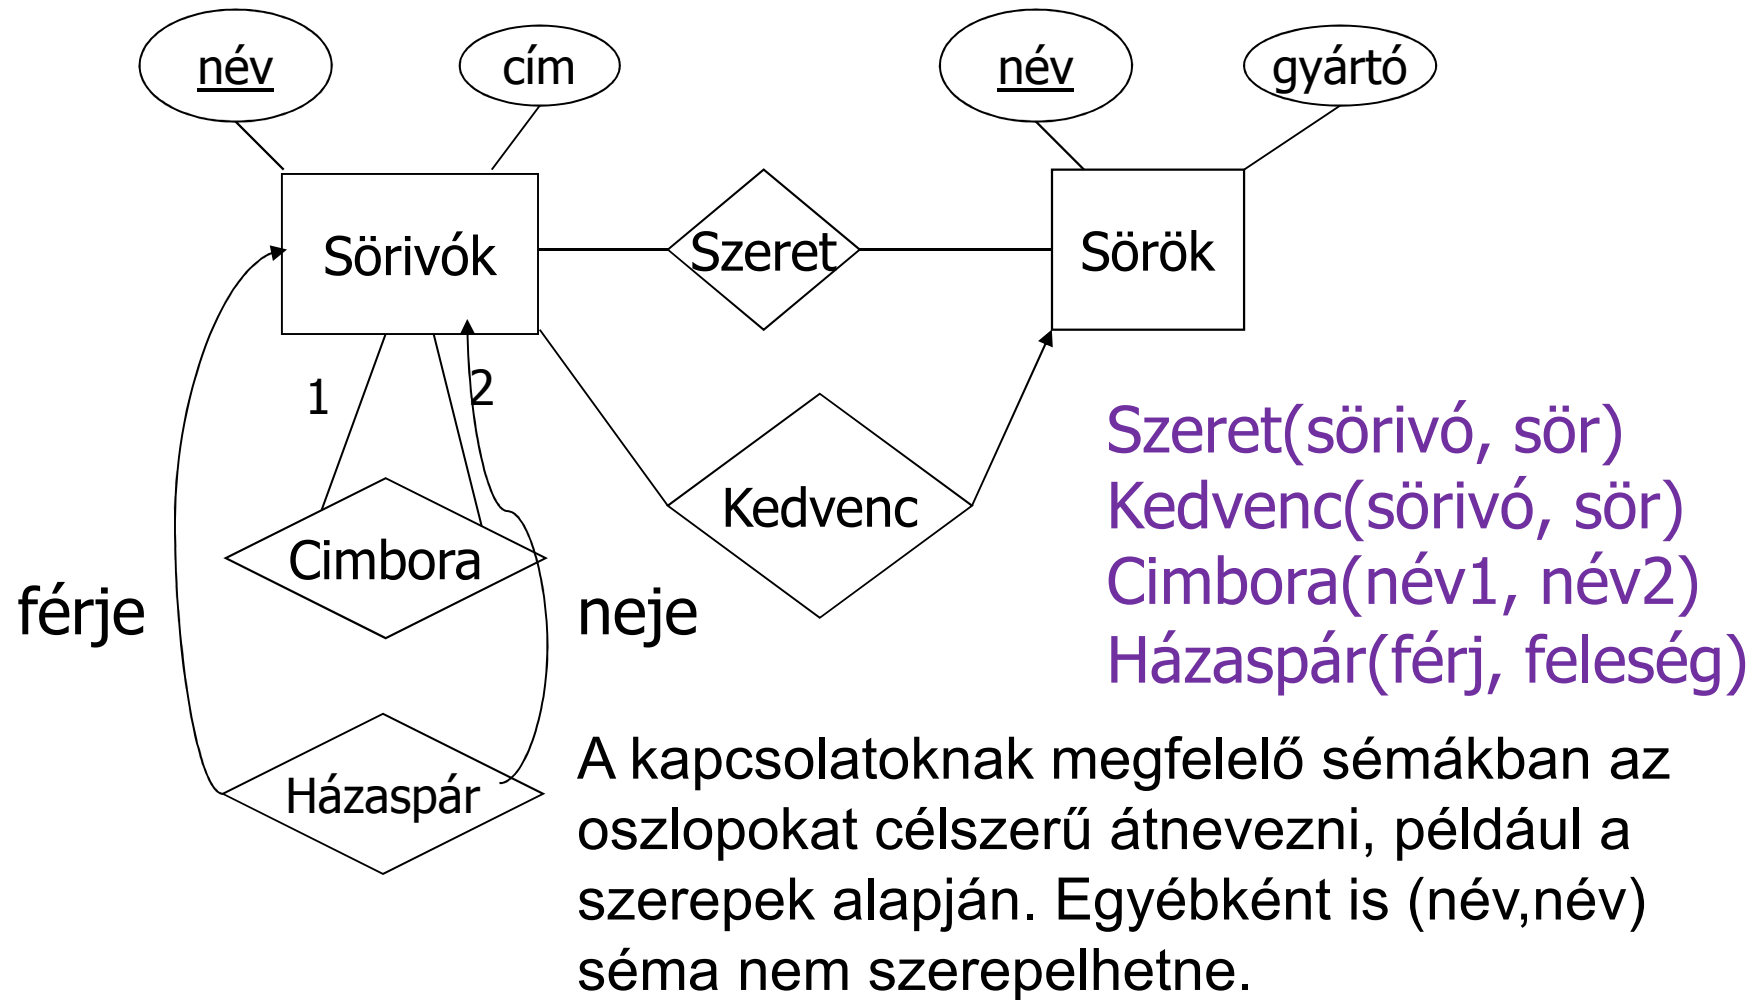 név
cím
név
gyártó
Sörivók
Szeret
Sörök
1
2
Szeret(sörivó, sör)
Kedvenc
Kedvenc(sörivó, sör)
Cimbora
Cimbora(név1, név2)
férje
neje
Házaspár(férj, feleség)
Házaspár
A kapcsolatoknak megfelelő sémákban az
oszlopokat célszerű átnevezni, például a
szerepek alapján. Egyébként is (név,név)
séma nem szerepelhetne.